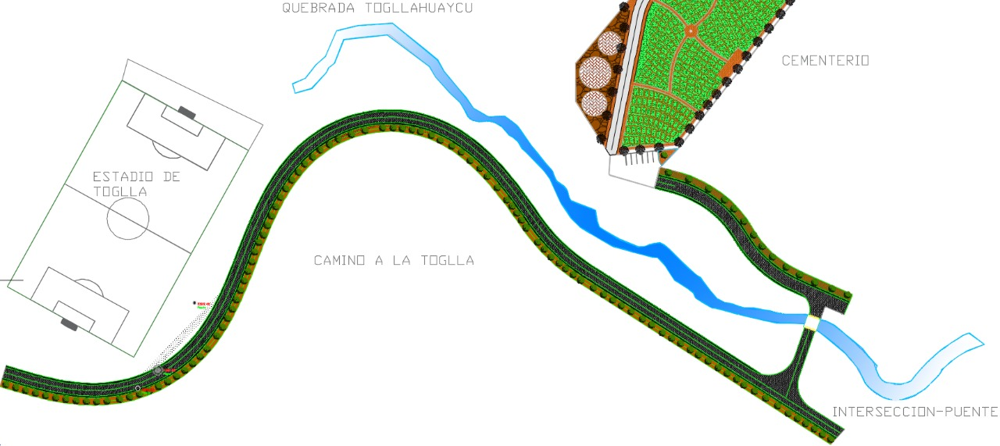 QUEBRADA TOGLLAHUAYCU
CEMENTERIO
ESTADIO DE
TOGLLA
CAMINO A LA TOGLLA
INTERSECCION-PUENTE